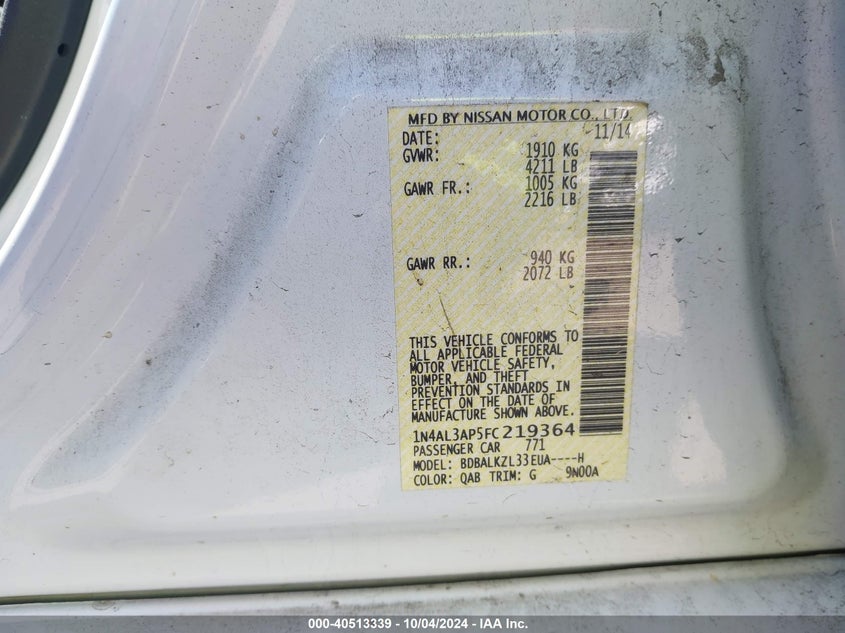 MFD BY NISSAN MOTOR CO., LTD.
DATE: 11/14
GVWR: 1910 KG
4211 LB
GAWR FR.: 1005 KG
2216 LB
GAWR RR.: 940 KG
2072 LB
THIS VEHICLE CONFORMS TO
ALL APPLICABLE FEDERAL
MOTOR VEHICLE SAFETY,
BUMPER, AND THEFT
PREVENTION STANDARDS IN
EFFECT ON THE DATE OF
MANUFACTURE SHOWN ABOVE.
1N4AL3AP5FC219364
PASSENGER CAR 771
MODEL: BDBALKZL33EUA----H
COLOR: QAB TRIM: G 9N00A
000-40513339 - 10/04/2024 - IAA Inc.